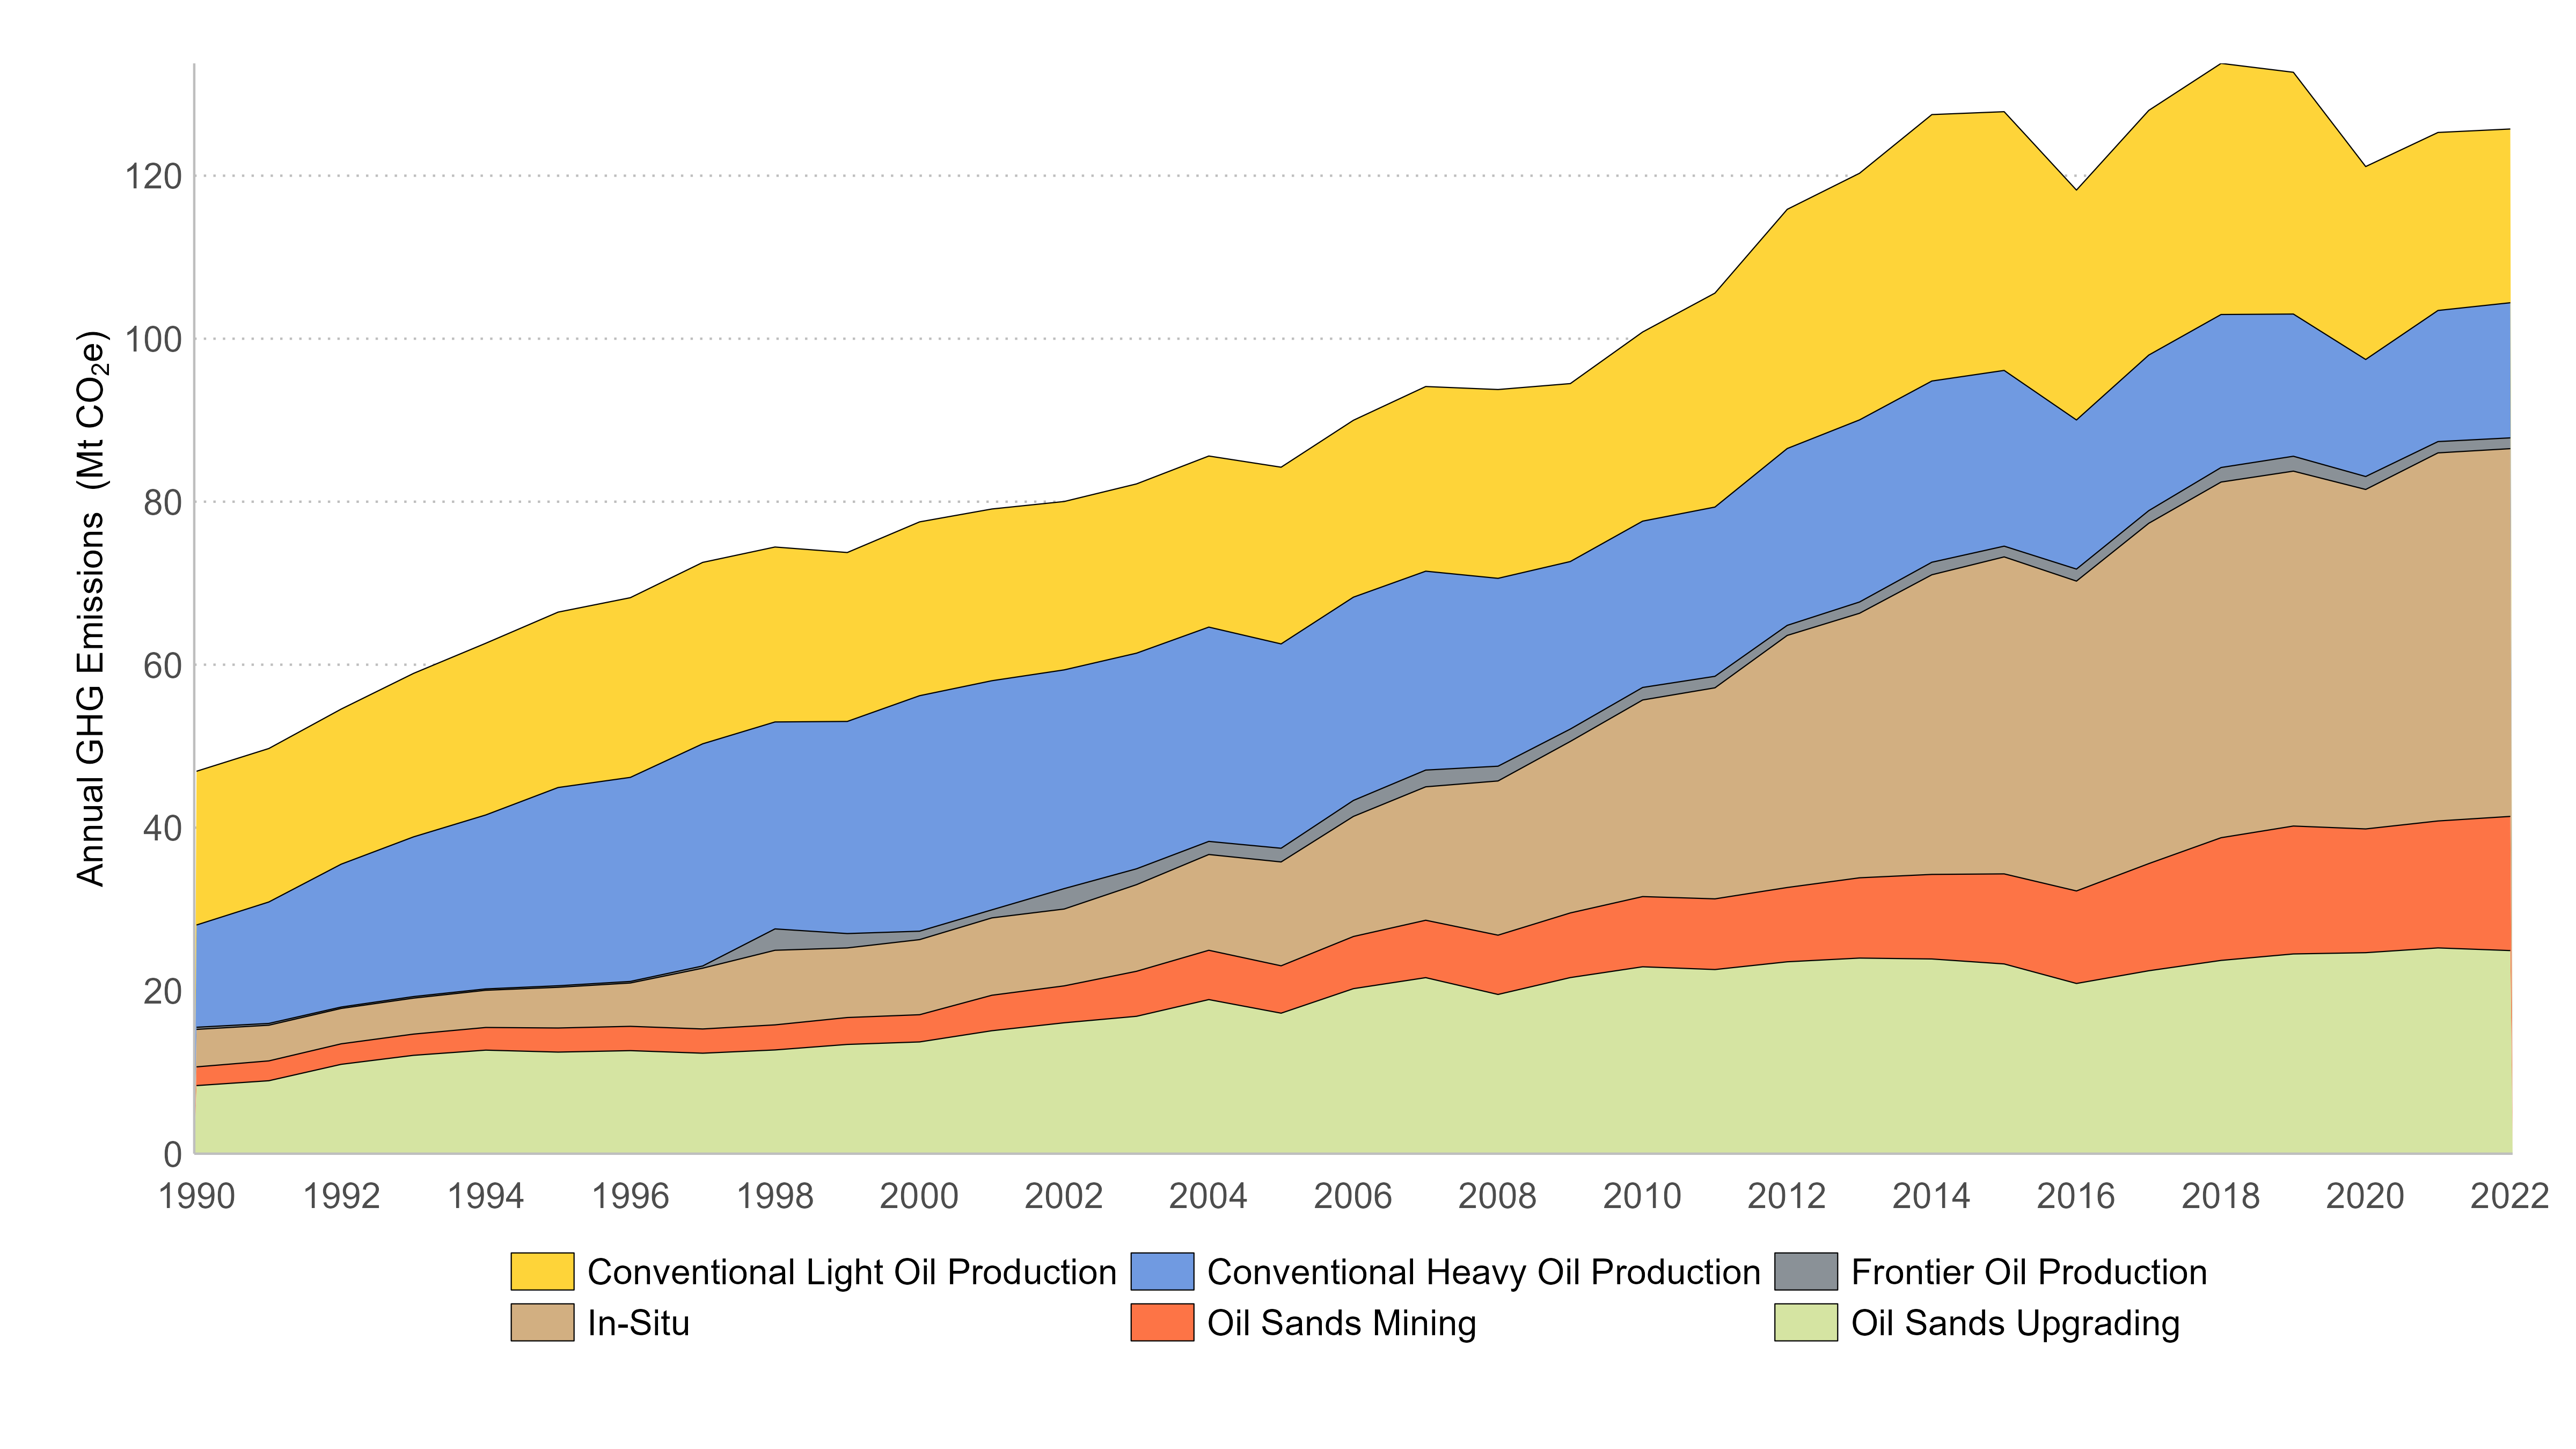 Annual GHG Emissions (Mt CO₂e)
120
100
80
60
40
20
0
1990 1992 1994 1996 1998 2000 2002 2004 2006 2008 2010 2012 2014 2016 2018 2020 2022
Conventional Light Oil Production Conventional Heavy Oil Production Frontier Oil Production
In-Situ Oil Sands Mining Oil Sands Upgrading